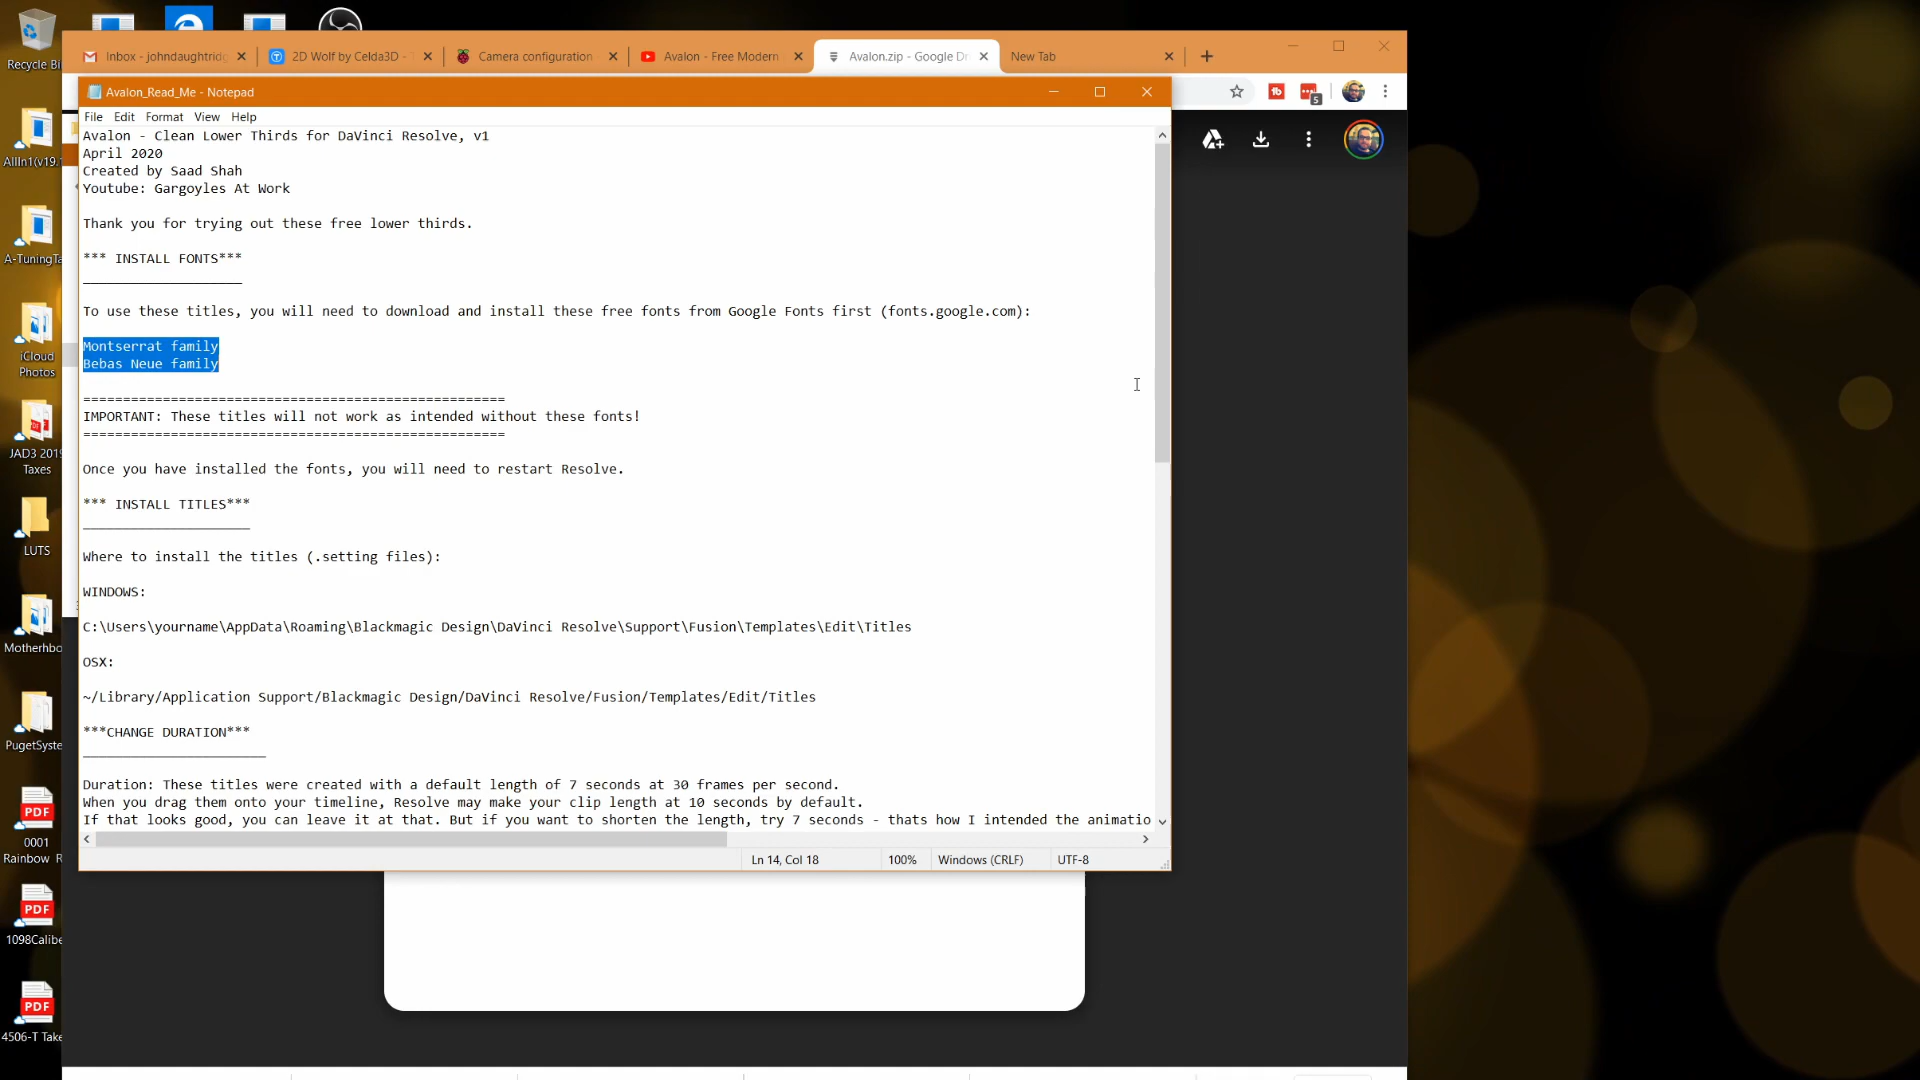 Recycle Bi
AllIn1(v19.
A-TuningTa
iCloud
Photos
JAD3 2019
Taxes
LUTS
Motherbo
PugetSyste
0001
Rainbow R
1098Calibe
4506-T Take
Inbox - johndaughtridg
2D Wolf by Celda3D -
Camera configuration
Avalon - Free Modern
Avalon.zip - Google Dr
New Tab
5
Avalon_Read_Me - Notepad
File Edit Format View Help
Avalon - Clean Lower Thirds for DaVinci Resolve, v1
April 2020
Created by Saad Shah
Youtube: Gargoyles At Work
Thank you for trying out these free lower thirds.
*** INSTALL FONTS***
____________________
To use these titles, you will need to download and install these free fonts from Google Fonts first (fonts.google.com):
Montserrat family
Bebas Neue family
=====================================================
IMPORTANT: These titles will not work as intended without these fonts!
=====================================================
Once you have installed the fonts, you will need to restart Resolve.
*** INSTALL TITLES***
_____________________
Where to install the titles (.setting files):
WINDOWS:
C:\Users\yourname\AppData\Roaming\Blackmagic Design\DaVinci Resolve\Support\Fusion\Templates\Edit\Titles
OSX:
~/Library/Application Support/Blackmagic Design/DaVinci Resolve/Fusion/Templates/Edit/Titles
***CHANGE DURATION***
_______________________
Duration: These titles were created with a default length of 7 seconds at 30 frames per second.
When you drag them onto your timeline, Resolve may make your clip length at 10 seconds by default.
If that looks good, you can leave it at that. But if you want to shorten the length, try 7 seconds - thats how I intended the animatio
Ln 14, Col 18
100%
Windows (CRLF)
UTF-8